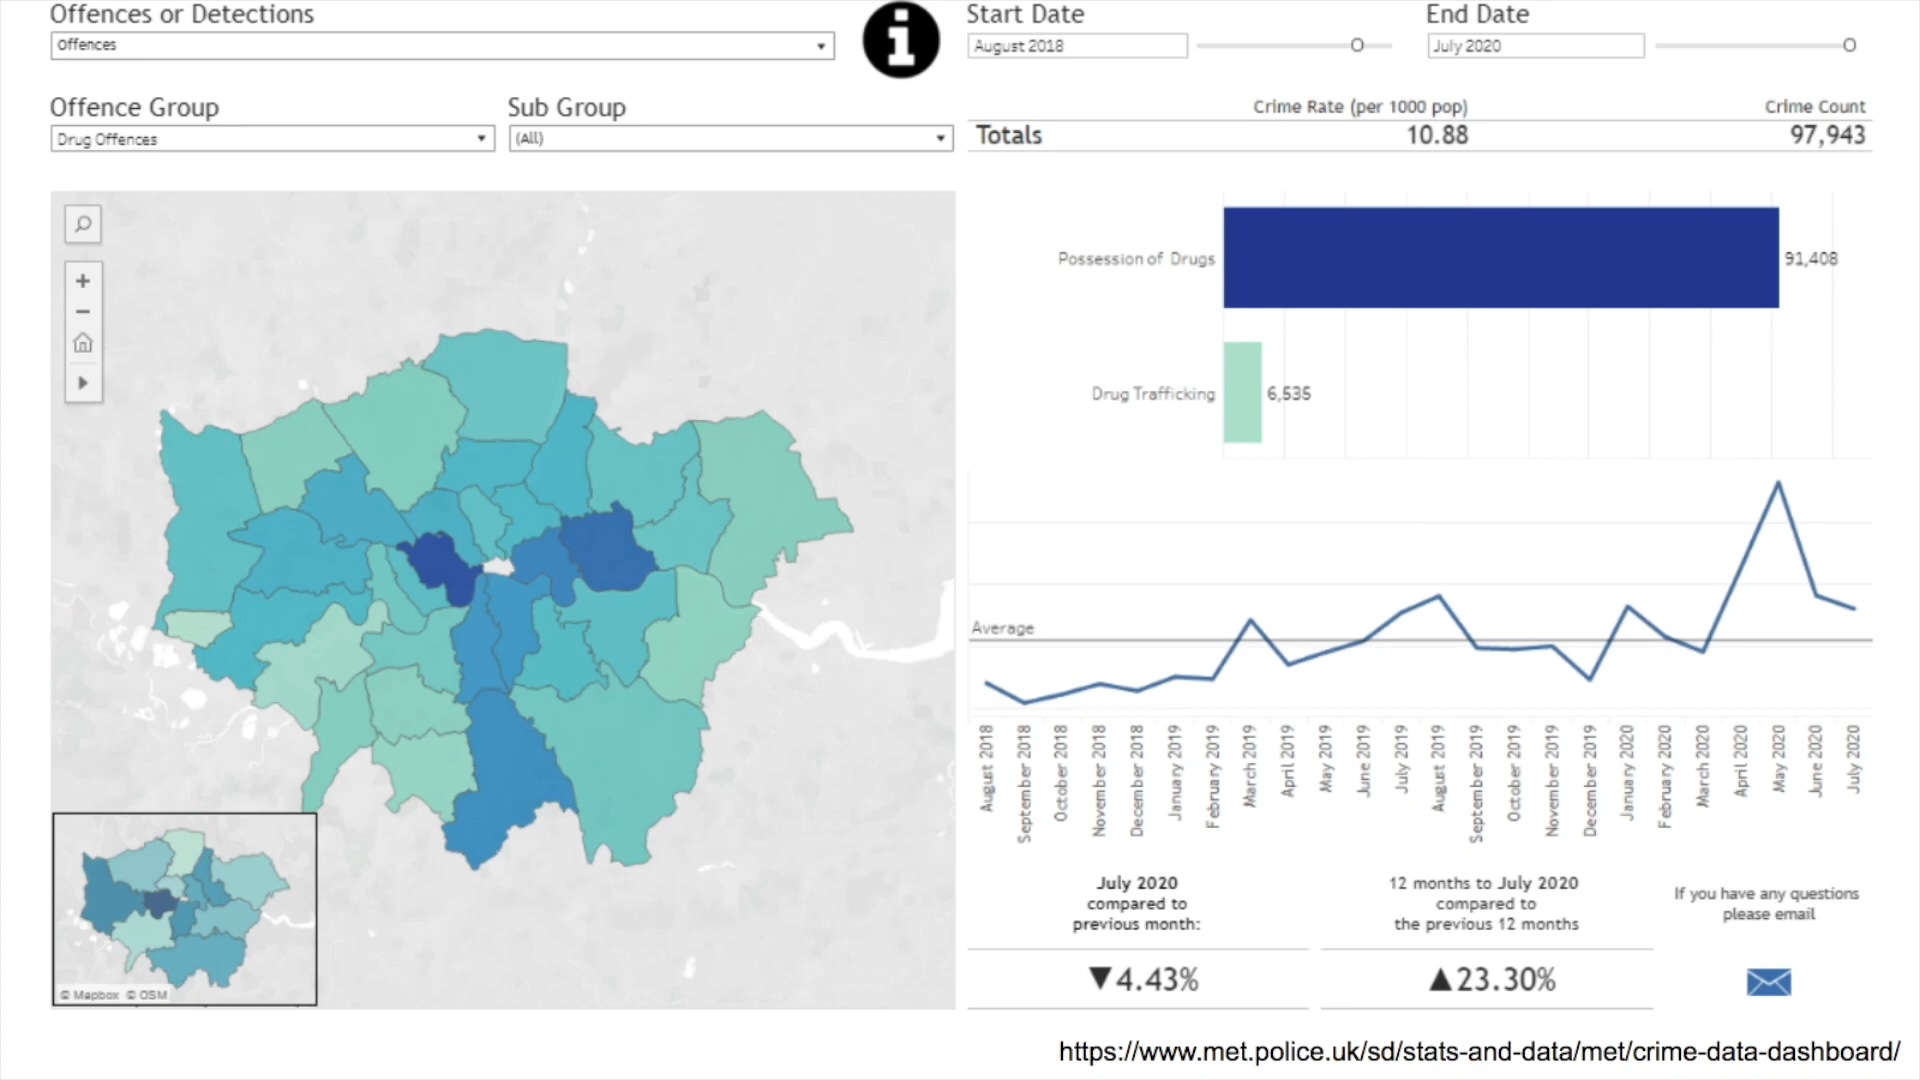 Offences or Detections
Offences
Start Date
August 2018
End Date
July 2020
Offence Group
Drug Offences
Sub Group
(All)
Crime Rate (per 1000 pop)
Crime Count
Totals
10.88
97,943
Possession of Drugs
91,408
Drug Trafficking
6,535
Average
August 2018
September 2018
October 2018
November 2018
December 2018
January 2019
February 2019
March 2019
April 2019
May 2019
June 2019
July 2019
August 2019
September 2019
October 2019
November 2019
December 2019
January 2020
February 2020
March 2020
April 2020
May 2020
June 2020
July 2020
July 2020
compared to
previous month:
▼4.43%
12 months to July 2020
compared to
the previous 12 months
▲23.30%
If you have any questions
please email
© Mapbox © OSM
https://www.met.police.uk/sd/stats-and-data/met/crime-data-dashboard/